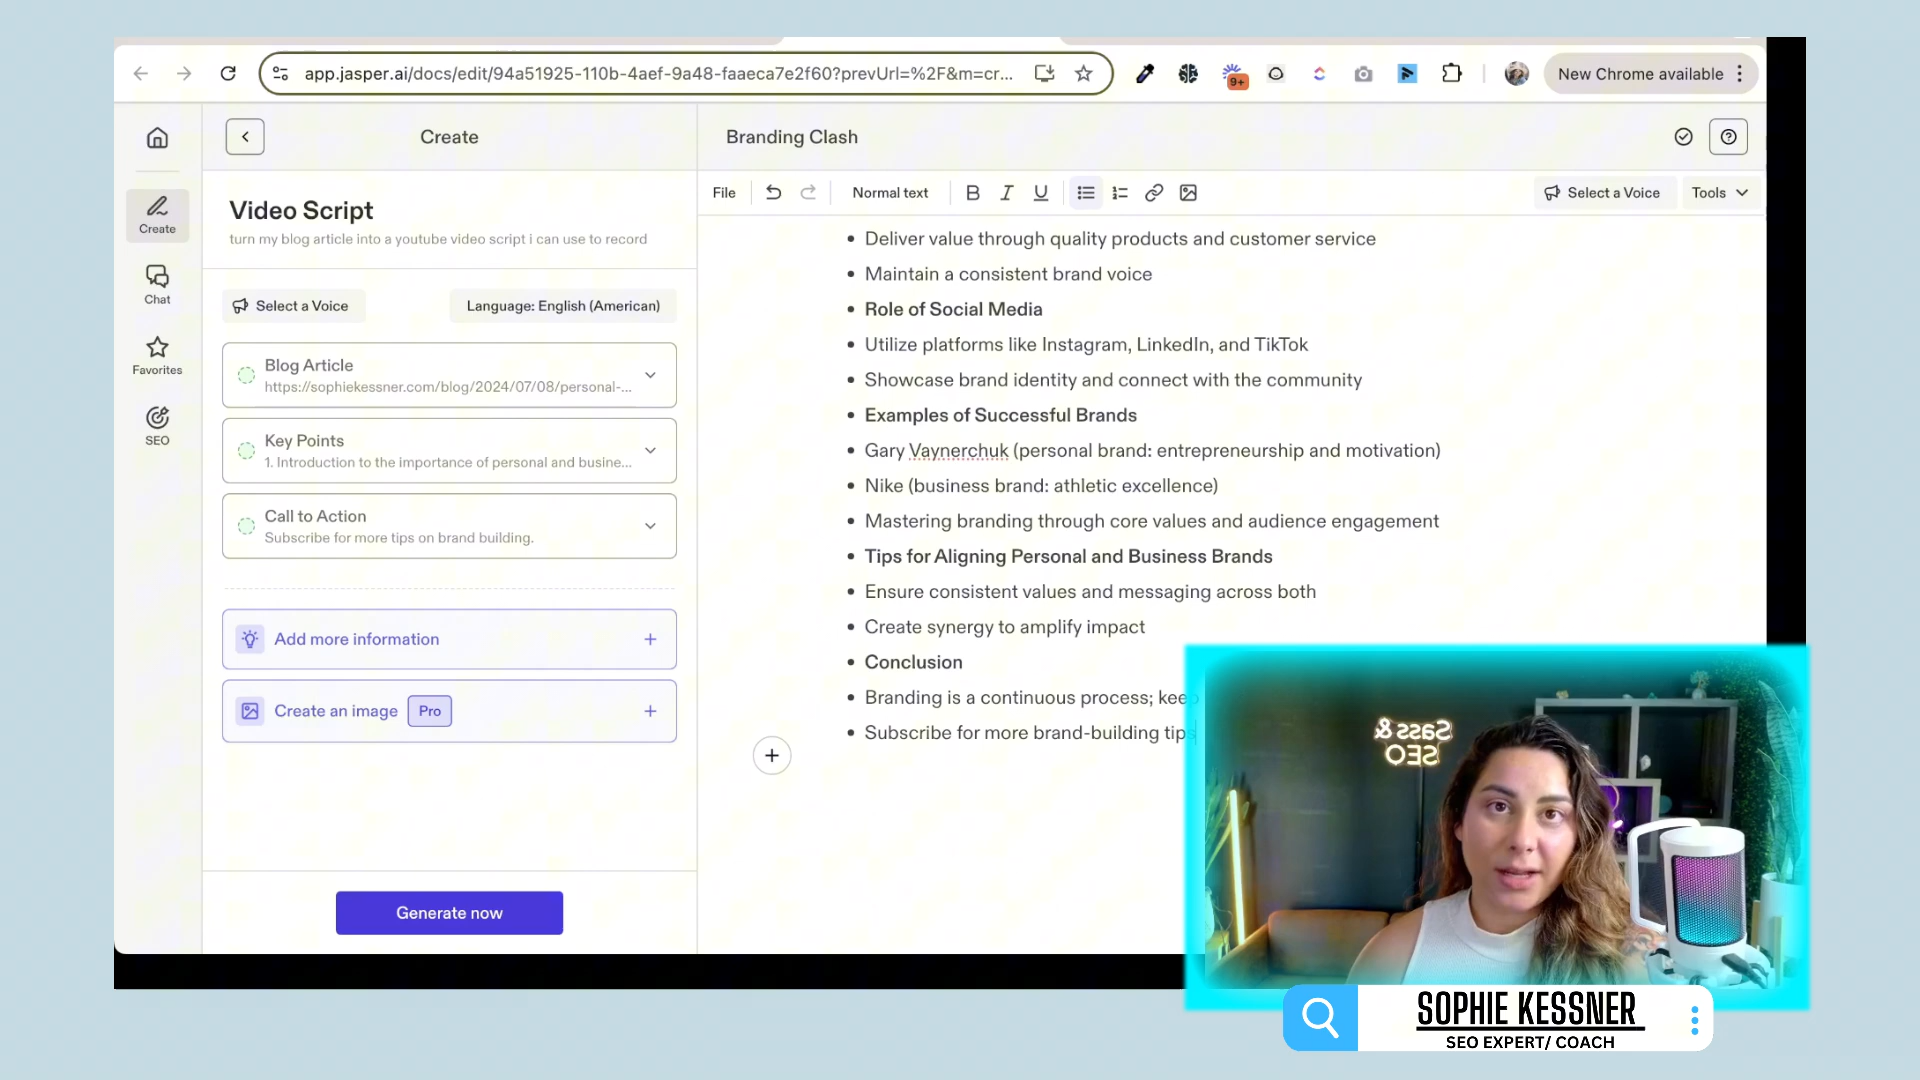 app.jasper.ai/docs/edit/94a51925-110b-4aef-9a48-faaeca7e2f60?prevUrl=%2F&m=cr...
9+
New Chrome available
Create
Branding Clash
File
Normal text
B
I
U
Select a Voice
Tools
Create
Chat
Favorites
SEO
Video Script
turn my blog article into a youtube video script i can use to record
Select a Voice
Language: English (American)
Blog Article
https://sophiekessner.com/blog/2024/07/08/personal-...
Key Points
1. Introduction to the importance of personal and busine...
Call to Action
Subscribe for more tips on brand building.
Add more information
Create an image Pro
Generate now
• Deliver value through quality products and customer service
• Maintain a consistent brand voice
• Role of Social Media
• Utilize platforms like Instagram, LinkedIn, and TikTok
• Showcase brand identity and connect with the community
• Examples of Successful Brands
• Gary Vaynerchuk (personal brand: entrepreneurship and motivation)
• Nike (business brand: athletic excellence)
• Mastering branding through core values and audience engagement
• Tips for Aligning Personal and Business Brands
• Ensure consistent values and messaging across both
• Create synergy to amplify impact
• Conclusion
• Branding is a continuous process; keep
• Subscribe for more brand-building tips
Sass &
SEO
SOPHIE KESSNER
SEO EXPERT/ COACH